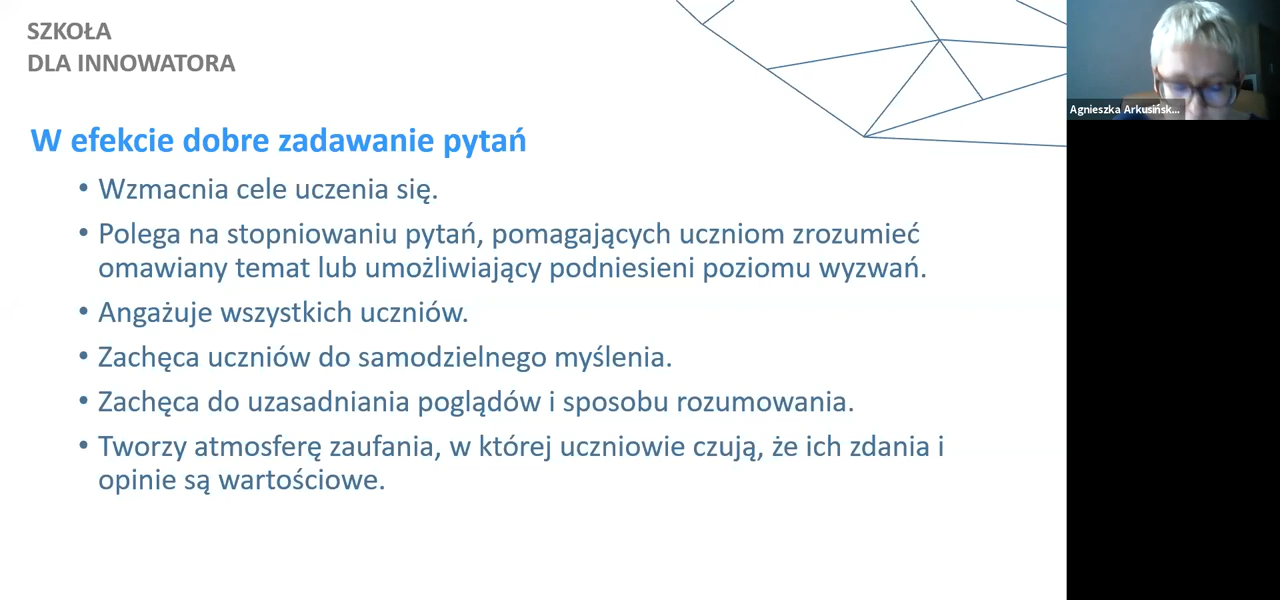 SZKOŁA
DLA INNOWATORA
W efekcie dobre zadawanie pytań
• Wzmacnia cele uczenia się.
• Polega na stopniowaniu pytań, pomagających uczniom zrozumieć
omawiany temat lub umożliwiający podniesieni poziomu wyzwań.
• Angażuje wszystkich uczniów.
• Zachęca uczniów do samodzielnego myślenia.
• Zachęca do uzasadniania poglądów i sposobu rozumowania.
• Tworzy atmosferę zaufania, w której uczniowie czują, że ich zdania i
opinie są wartościowe.
Agnieszka Arkusińsk...